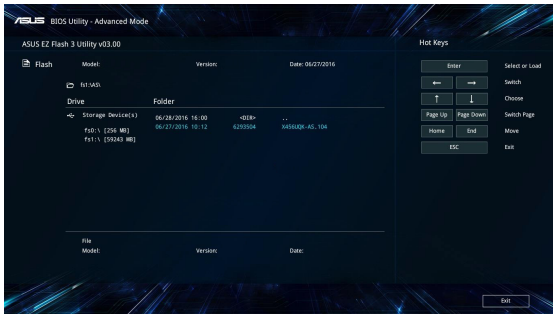 ASUS BIOS Utility - Advanced Mode
ASUS EZ Flash 3 Utility v03.00
Flash
Model: Version: Date: 06/27/2016
fs1:\AS\
Drive Folder
Storage Device(s)
fs0:\ [256 MB]
fs1:\ [59243 MB]
06/28/2016 16:00 <DIR> ..
06/27/2016 10:12 6293504 X456UQK-AS.104
File
Model: Version: Date:
Hot Keys
Enter Select or Load
← → Switch
↑ ↓ Choose
Page Up Page Down Switch Page
Home End Move
ESC Exit
Exit